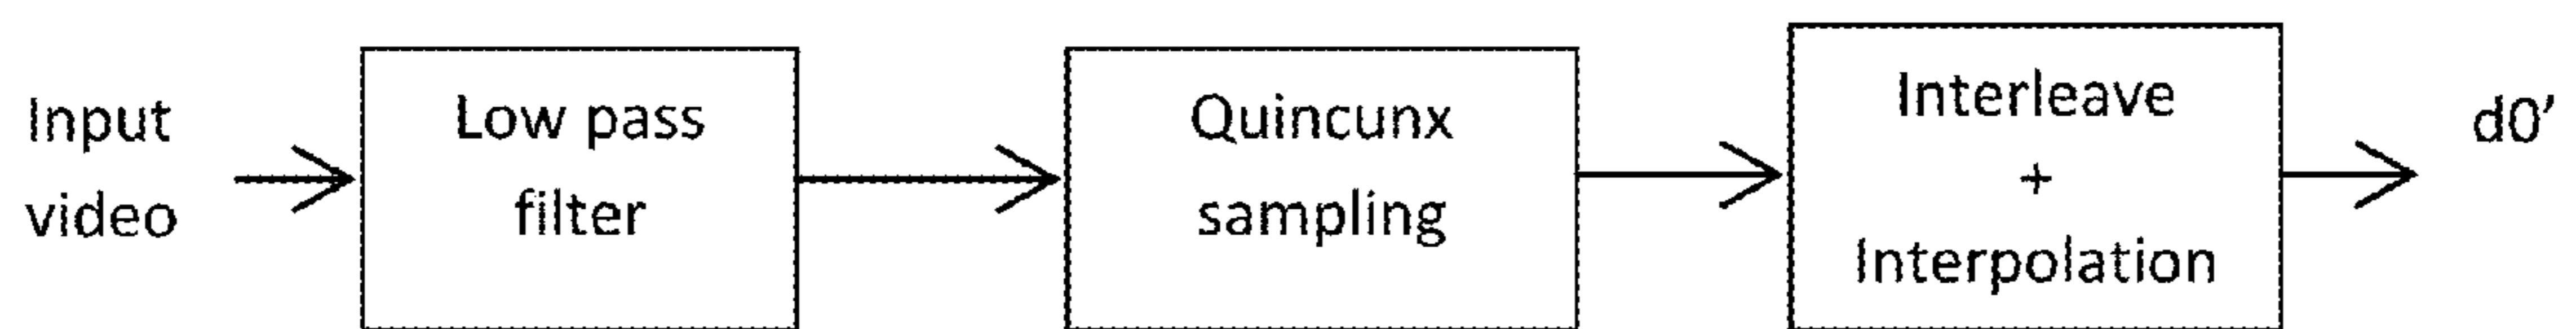 Input
video
Low pass
filter
Quincunx
sampling
Interleave
+
Interpolation
d0’